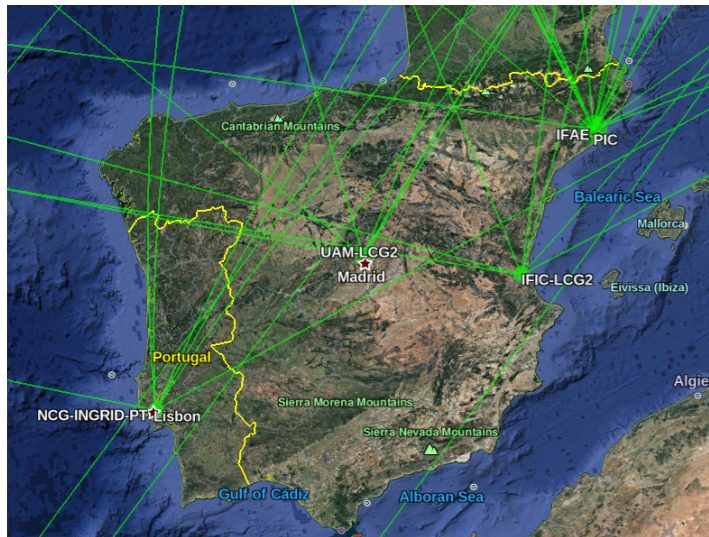 Cantabrian Mountains
IFAE
PIC
Balearic Sea
Mallorca
UAM-LCG2
Madrid
IFIC-LCG2
Eivissa (Ibiza)
Portugal
Algie
NCG-INGRID-PT
Lisbon
Sierra Morena Mountains
Sierra Nevada Mountains
Gulf of Cádiz
Alboran Sea